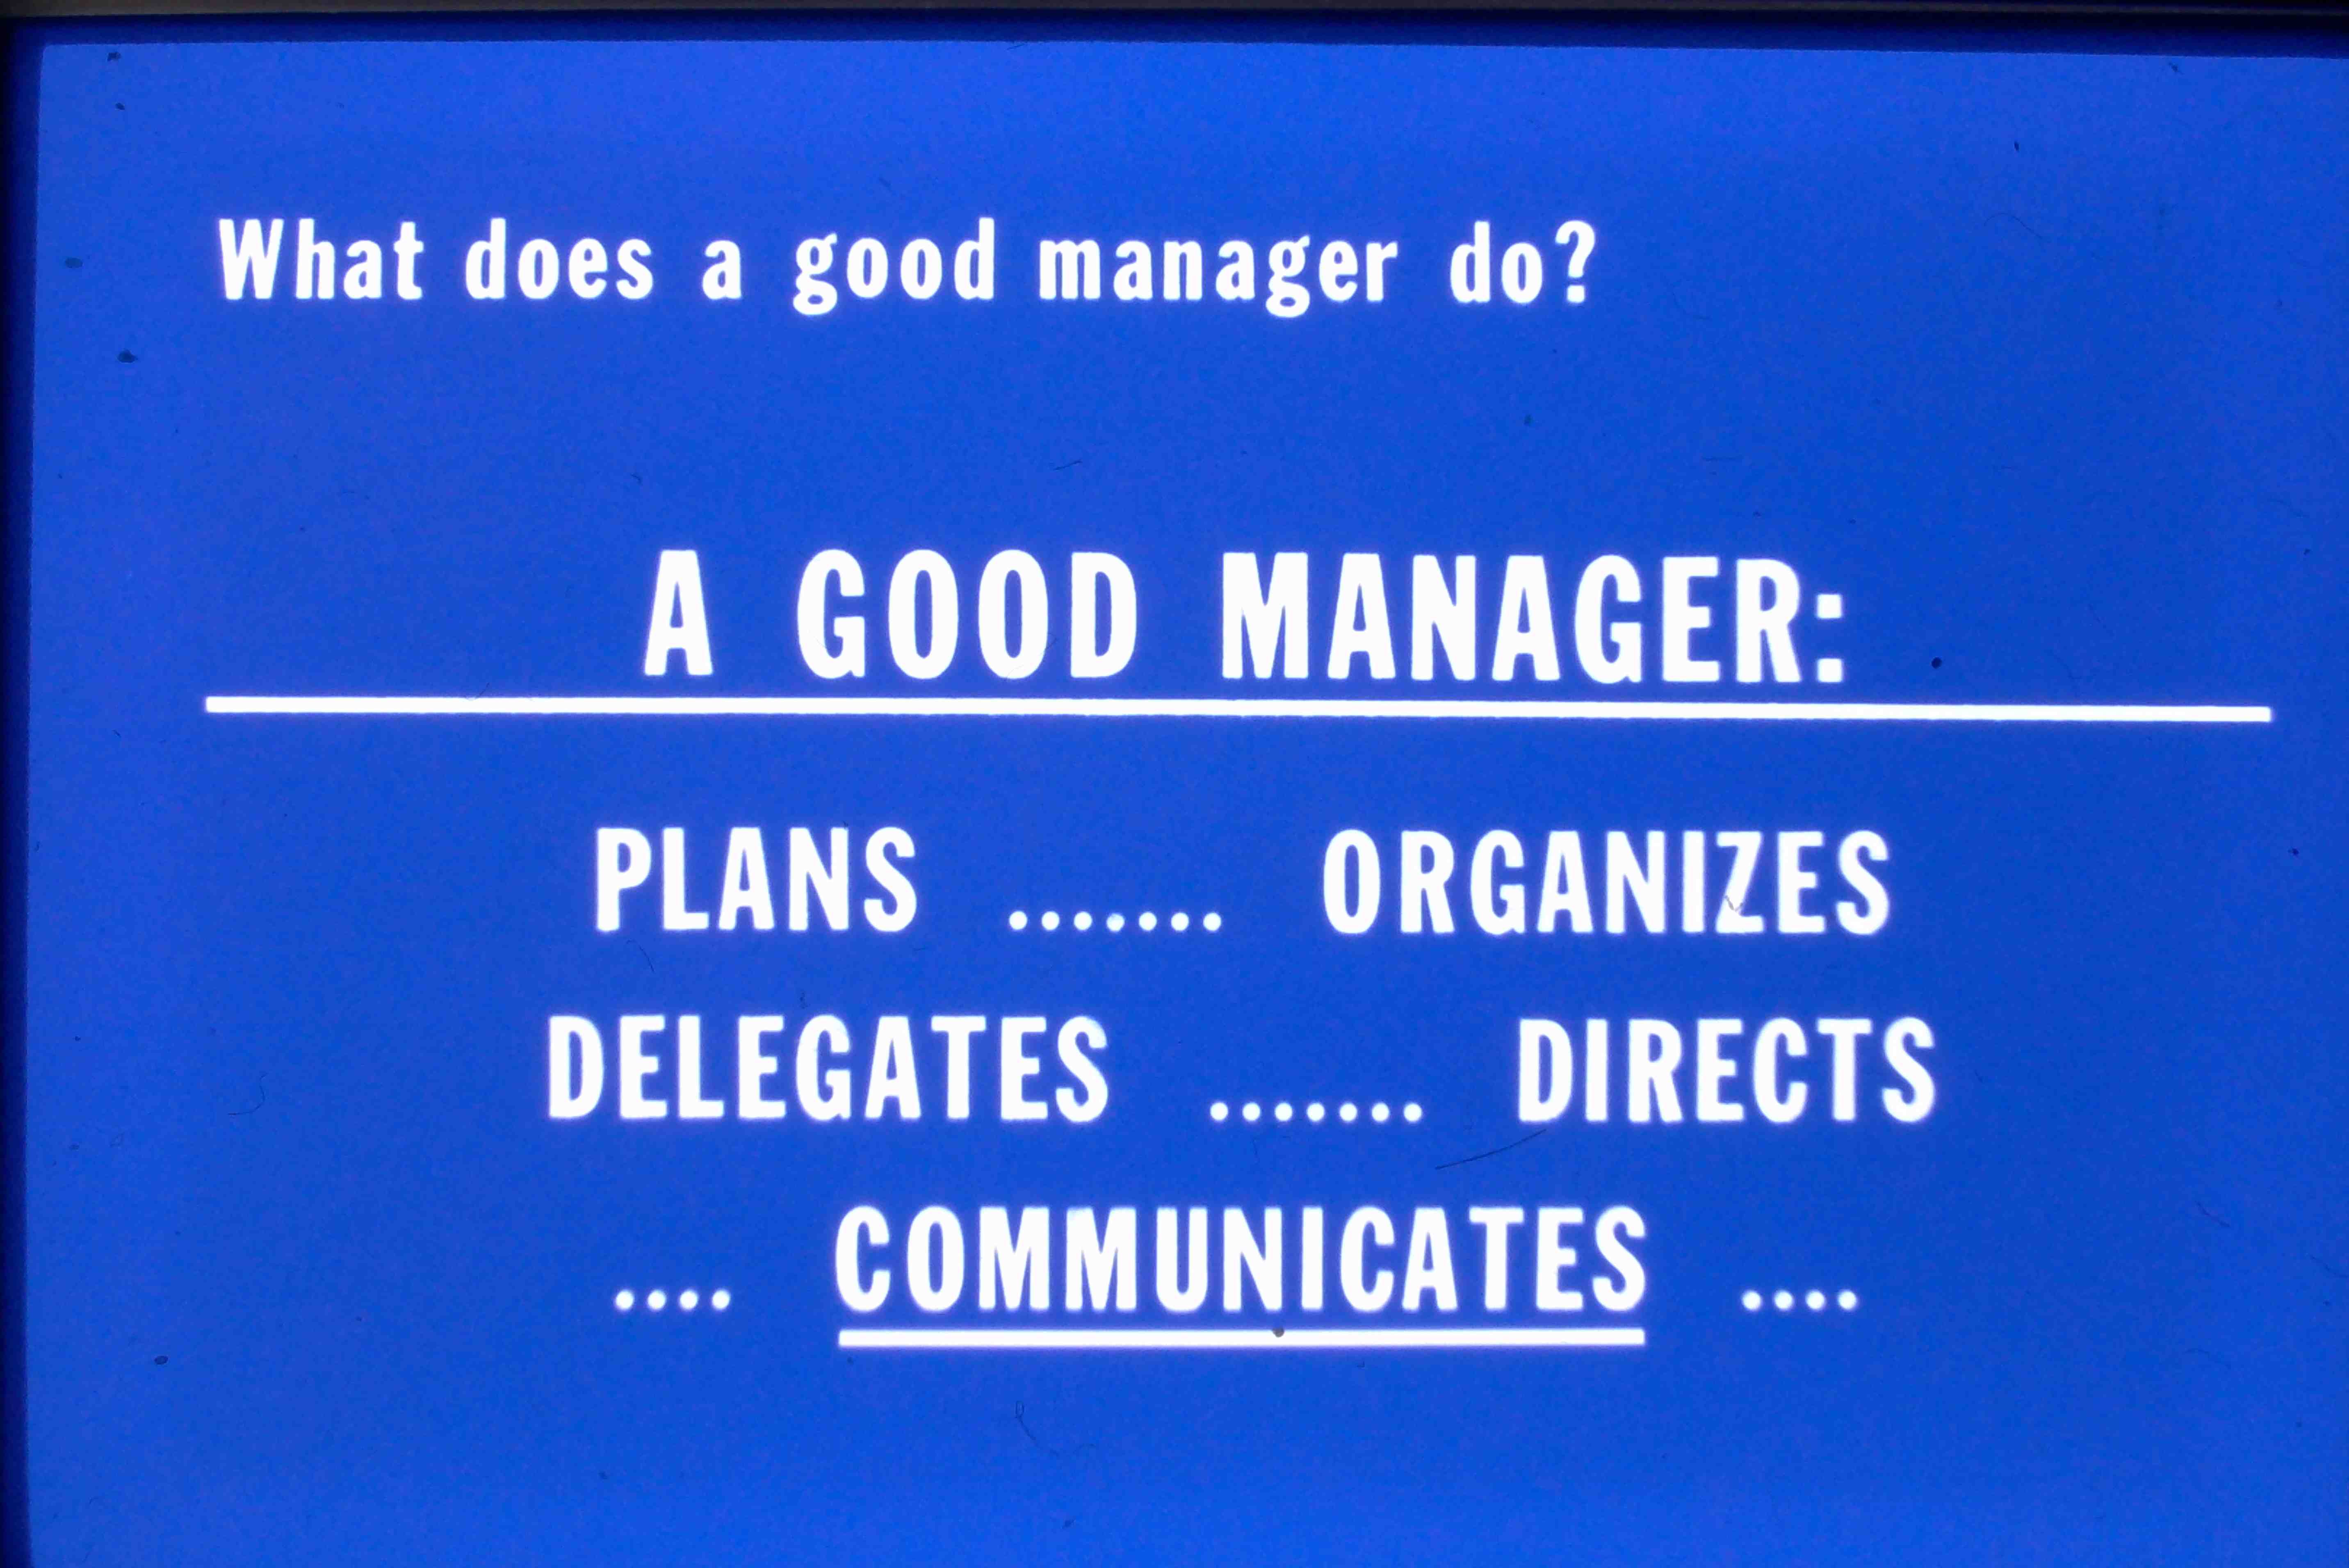 What does a good manager do?
A GOOD MANAGER:
PLANS ....... ORGANIZES
DELEGATES ....... DIRECTS
.... COMMUNICATES ....